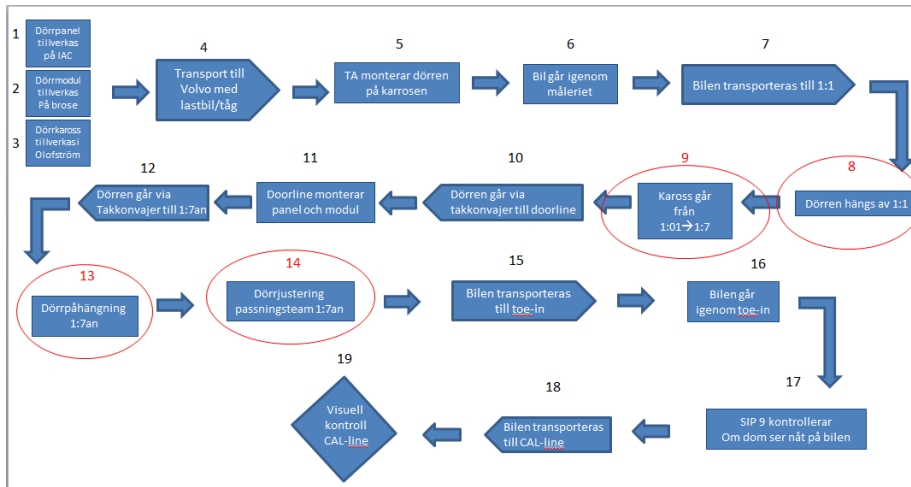 1
Dörrpanel
tillverkas
på IAC
2
Dörrmodul
tillverkas
På brose
3
Dörrkaross
tillverkas i
Olofström
4
Transport till
Volvo med
lastbil/tåg
5
TA monterar dörren
på karrosen
6
Bil går igenom
måleriet
7
Bilen transporteras till 1:1
8
Dörren hängs av 1:1
9
Kaross går
från
1:01→1:7
10
Dörren går via
takkonvajer till doorline
11
Doorline monterar
panel och modul
12
Dörren går via
Takkonvajer till 1:7an
13
Dörrpåhängning
1:7an
14
Dörrjustering
passningsteam 1:7an
15
Bilen transporteras
till toe-in
16
Bilen går
igenom toe-in
17
SIP 9 kontrollerar
Om dom ser nåt på bilen
18
Bilen transporteras
till CAL-line
19
Visuell
kontroll
CAL-line